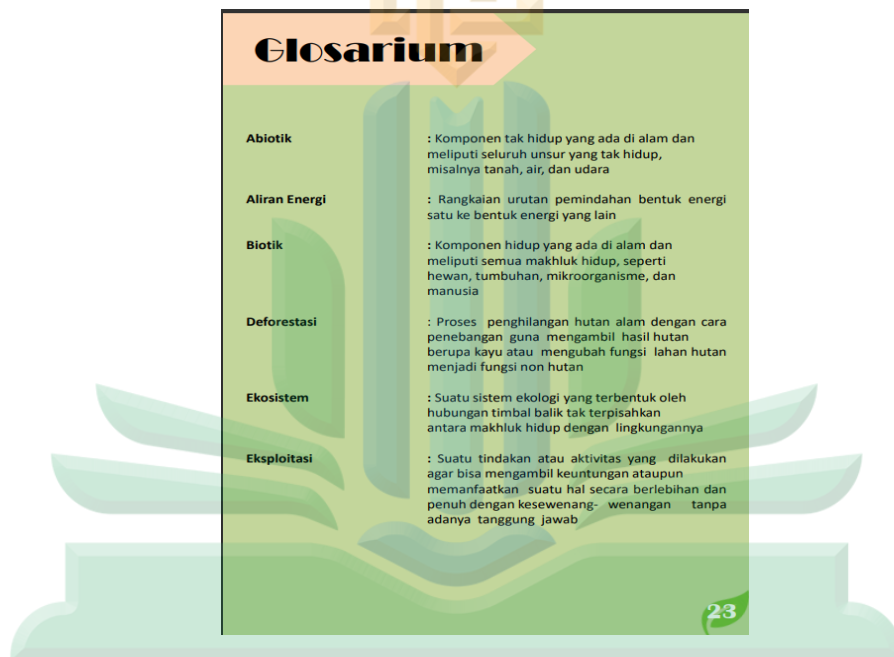 Glosarium
Abiotik : Komponen tak hidup yang ada di alam dan
meliputi seluruh unsur yang tak hidup,
misalnya tanah, air, dan udara
Aliran Energi : Rangkaian urutan pemindahan bentuk energi
satu ke bentuk energi yang lain
Biotik : Komponen hidup yang ada di alam dan
meliputi semua makhluk hidup, seperti
hewan, tumbuhan, mikroorganisme, dan
manusia
Deforestasi : Proses penghilangan hutan alam dengan cara
penebangan guna mengambil hasil hutan
berupa kayu atau mengubah fungsi lahan hutan
menjadi fungsi non hutan
Ekosistem : Suatu sistem ekologi yang terbentuk oleh
hubungan timbal balik tak terpisahkan
antara makhluk hidup dengan lingkungannya
Eksploitasi : Suatu tindakan atau aktivitas yang dilakukan
agar bisa mengambil keuntungan ataupun
memanfaatkan suatu hal secara berlebihan dan
penuh dengan kesewenang- wenangan tanpa
adanya tanggung jawab
23